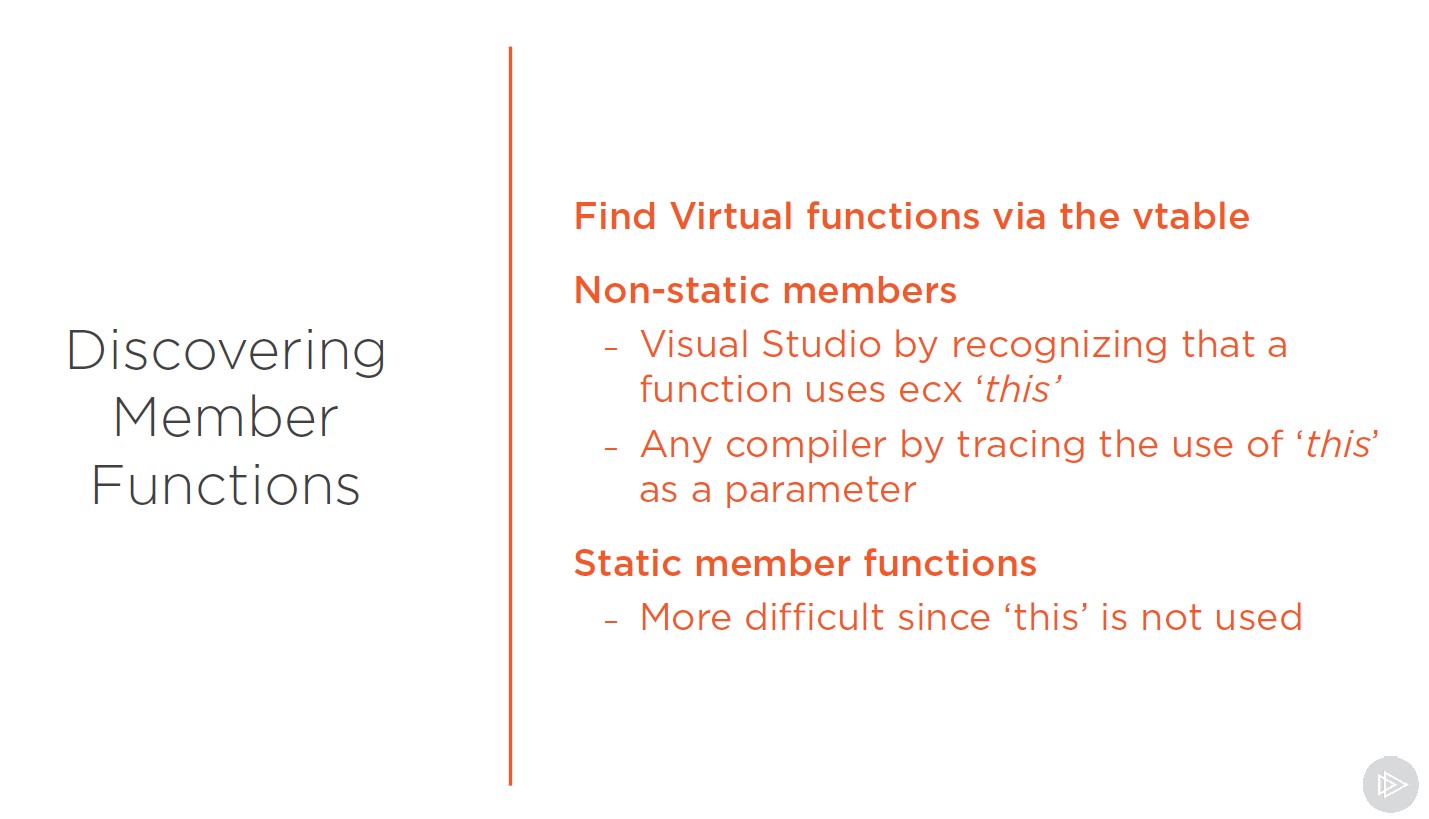 Discovering
Member
Functions
Find Virtual functions via the vtable
Non-static members
– Visual Studio by recognizing that a
function uses ecx ‘this’
– Any compiler by tracing the use of ‘this’
as a parameter
Static member functions
– More difficult since ‘this’ is not used